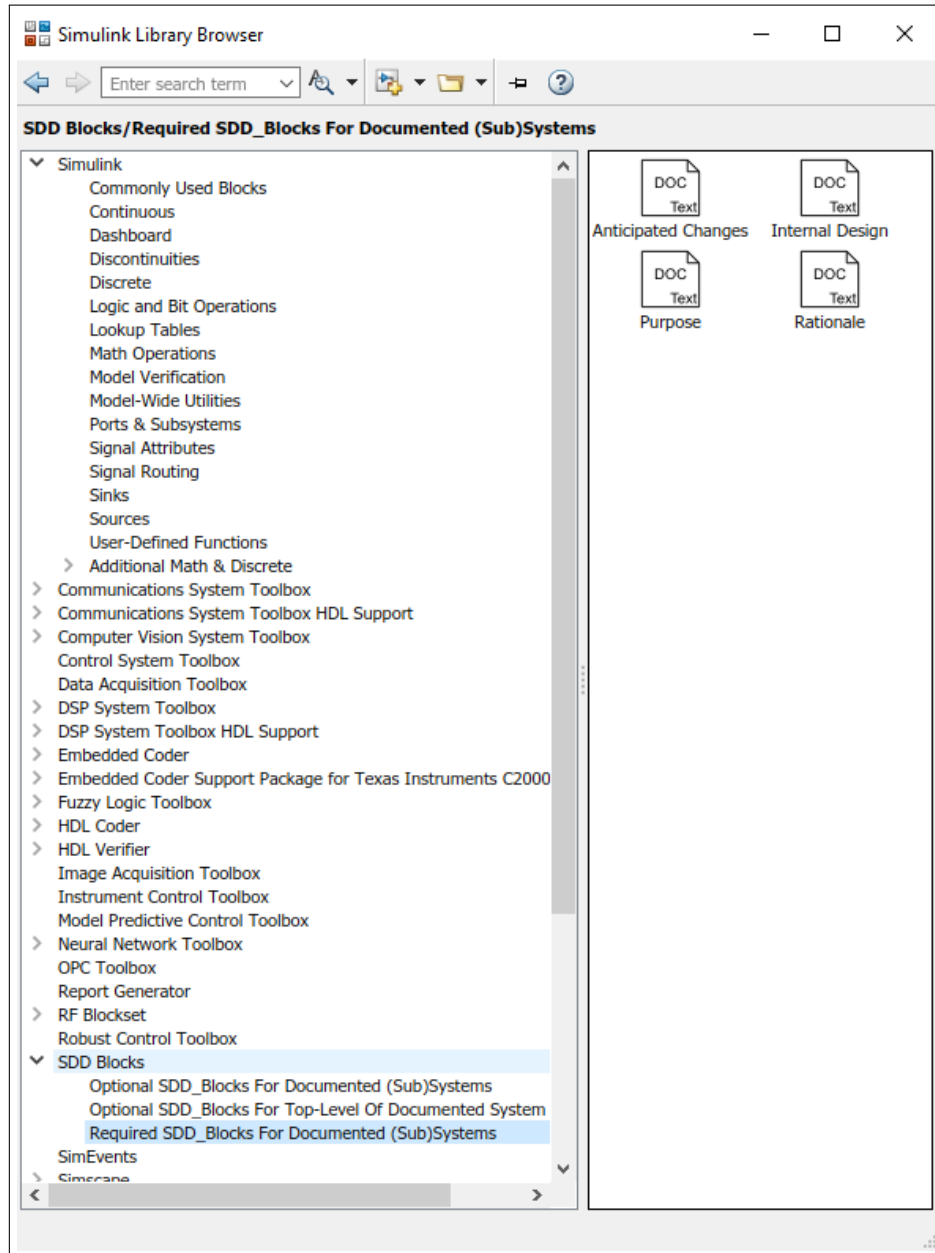 Simulink Library Browser
Enter search term
SDD Blocks/Required SDD_Blocks For Documented (Sub)Systems
Simulink
Commonly Used Blocks
Continuous
Dashboard
Discontinuities
Discrete
Logic and Bit Operations
Lookup Tables
Math Operations
Model Verification
Model-Wide Utilities
Ports & Subsystems
Signal Attributes
Signal Routing
Sinks
Sources
User-Defined Functions
Additional Math & Discrete
Communications System Toolbox
Communications System Toolbox HDL Support
Computer Vision System Toolbox
Control System Toolbox
Data Acquisition Toolbox
DSP System Toolbox
DSP System Toolbox HDL Support
Embedded Coder
Embedded Coder Support Package for Texas Instruments C2000
Fuzzy Logic Toolbox
HDL Coder
HDL Verifier
Image Acquisition Toolbox
Instrument Control Toolbox
Model Predictive Control Toolbox
Neural Network Toolbox
OPC Toolbox
Report Generator
RF Blockset
Robust Control Toolbox
SDD Blocks
Optional SDD_Blocks For Documented (Sub)Systems
Optional SDD_Blocks For Top-Level Of Documented System
Required SDD_Blocks For Documented (Sub)Systems
SimEvents
Simscape
DOC
Text
Anticipated Changes
DOC
Text
Internal Design
DOC
Text
Purpose
DOC
Text
Rationale